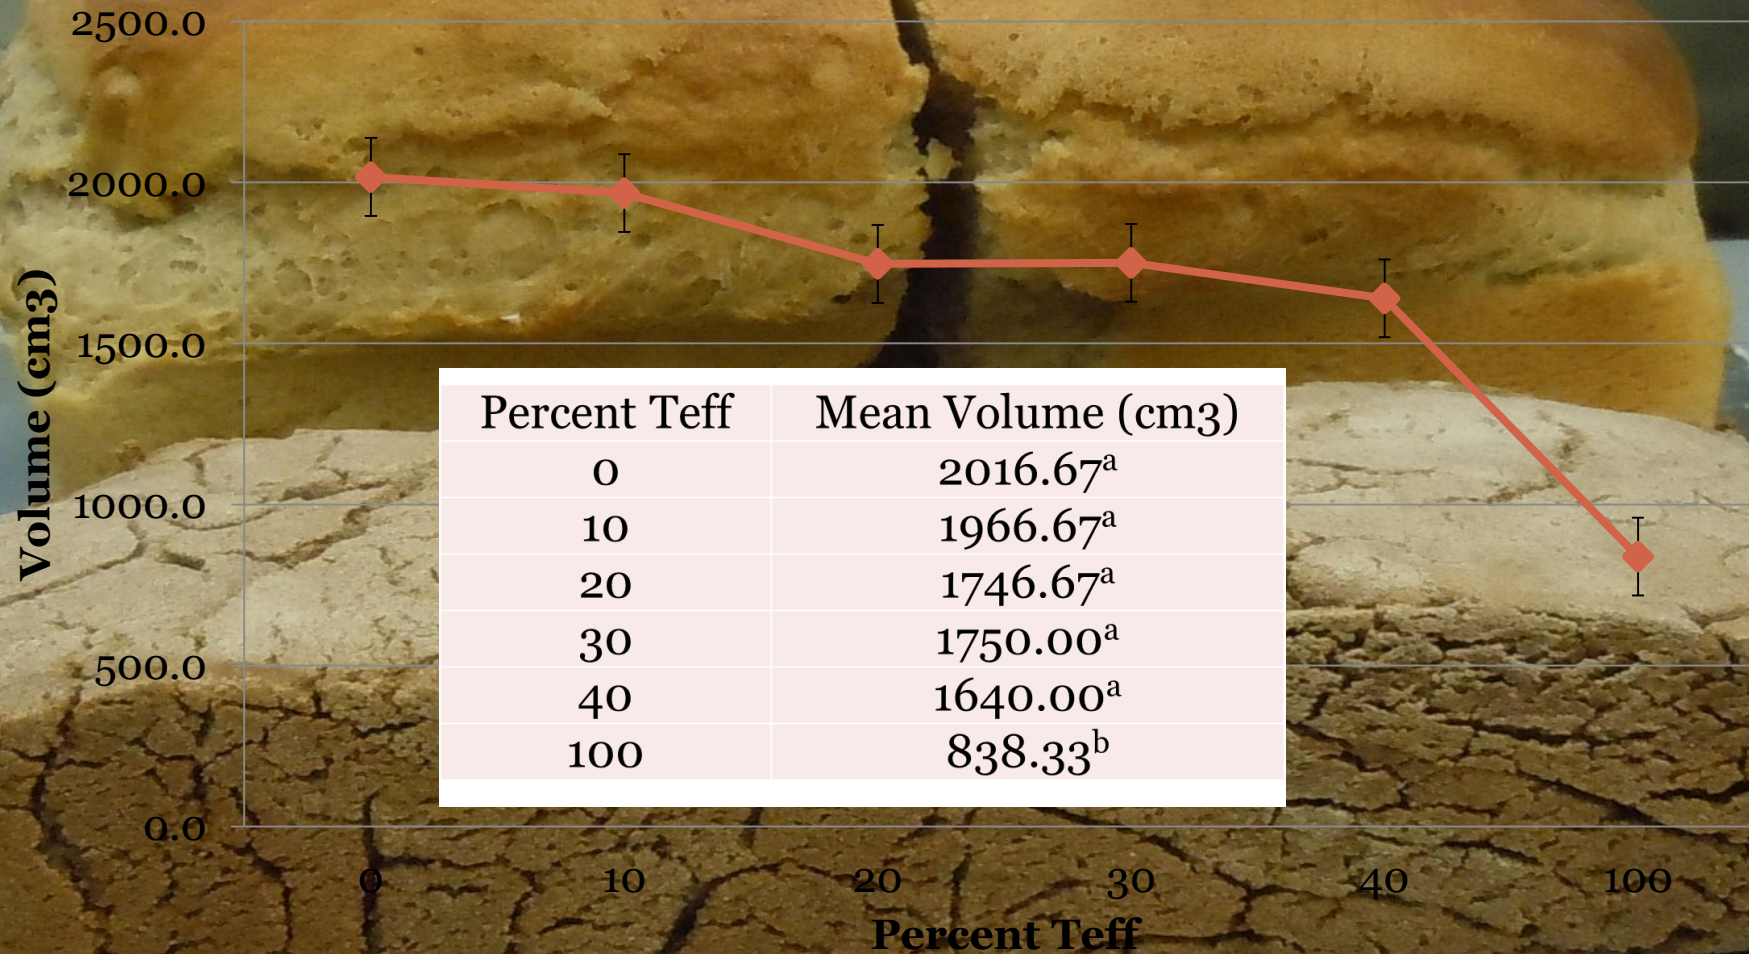 2500.0
2000.0
1500.0
1000.0
500.0
0.0
Volume (cm3)
Percent Teff Mean Volume (cm3)
0 2016.67ᵃ
10 1966.67ᵃ
20 1746.67ᵃ
30 1750.00ᵃ
40 1640.00ᵃ
100 838.33ᵇ
0 10 20 30 40 100
Percent Teff